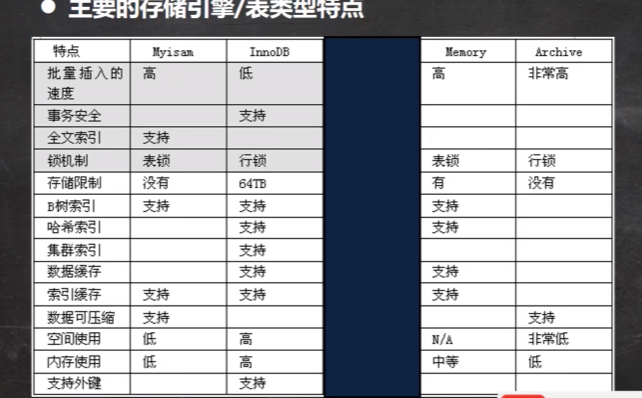 ● 主要的存储引擎/表类型特点
特点 Myisam InnoDB Memory Archive
批量插入的速度 高 低 高 非常高
事务安全 支持
全文索引 支持
锁机制 表锁 行锁 表锁 行锁
存储限制 没有 64TB 有 没有
B树索引 支持 支持 支持
哈希索引 支持 支持
集群索引 支持
数据缓存 支持 支持
索引缓存 支持 支持 支持
数据可压缩 支持 支持
空间使用 低 高 N/A 非常低
内存使用 低 高 中等 低
支持外键 支持